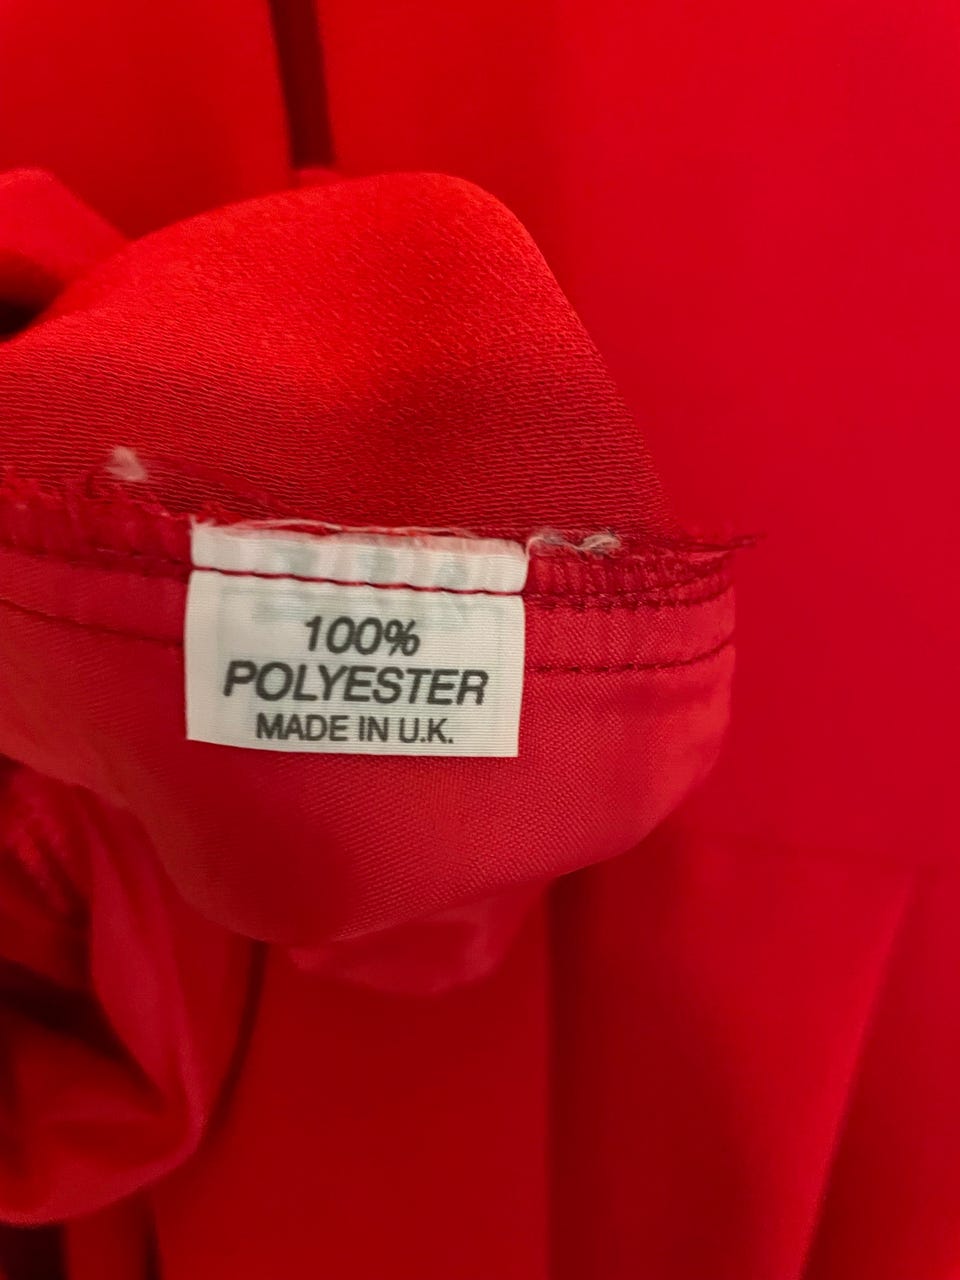 100%
POLYESTER
MADE IN U.K.